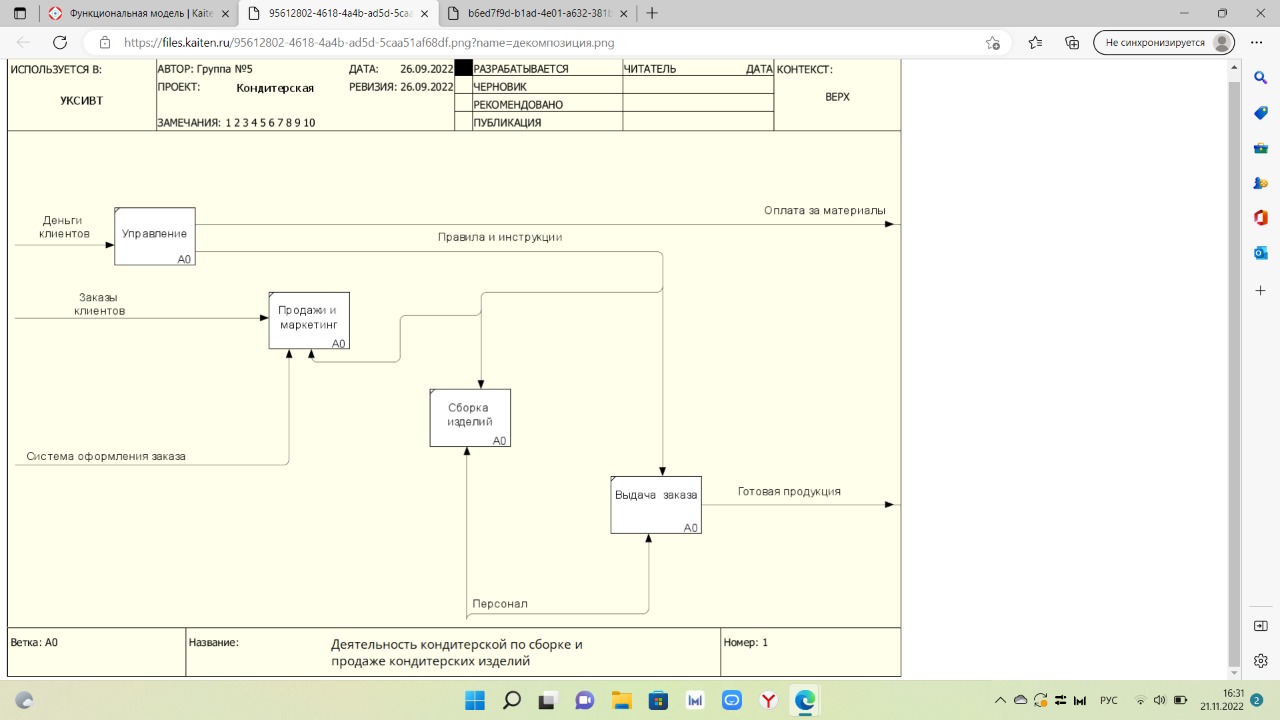 Функциональная модель | Kaite
95612802-4618-4a4b-ad5d-5caa
b6ed7f9d-b1ad-4e01-a632-381b
https://files.kaiten.ru/95612802-4618-4a4b-ad5d-5caa51af68df.png?name=декомпозиция.png
Не синхронизируется
ИСПОЛЬЗУЕТСЯ В:
УКСИВТ
АВТОР: Группа №5
ДАТА: 26.09.2022
ПРОЕКТ: Кондитерская
РЕВИЗИЯ: 26.09.2022
ЗАМЕЧАНИЯ: 1 2 3 4 5 6 7 8 9 10
РАЗРАБАТЫВАЕТСЯ
ЧЕРНОВИК
РЕКОМЕНДОВАНО
ПУБЛИКАЦИЯ
ЧИТАТЕЛЬ
ДАТА
КОНТЕКСТ:
ВЕРХ
Деньги
клиентов
Управление
A0
Оплата за материалы
Правила и инструкции
Заказы
клиентов
Продажи и
маркетинг
A0
Сборка
изделий
A0
Система оформления заказа
Выдача заказа
A0
Готовая продукция
Персонал
Ветка: A0
Название:
Деятельность кондитерской по сборке и
продаже кондитерских изделий
Номер: 1
РУС
16:31
21.11.2022
2